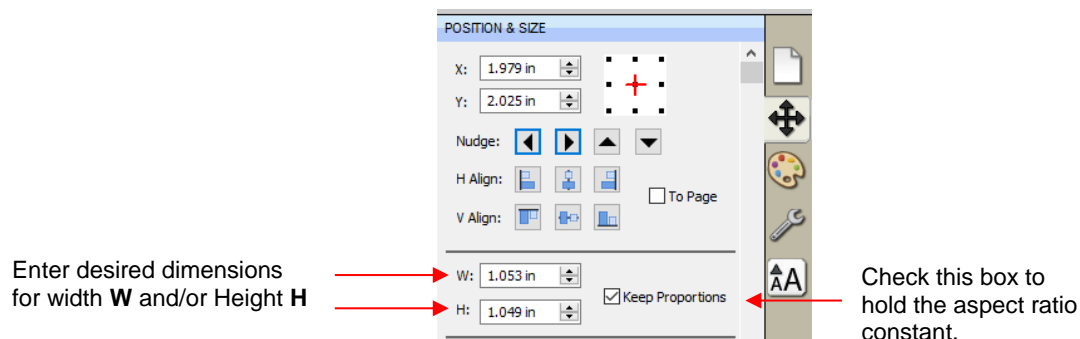 POSITION & SIZE
X: 1.979 in
Y: 2.025 in
Nudge:
H Align:
To Page
V Align:
Enter desired dimensions
for width W and/or Height H
W: 1.053 in
H: 1.049 in
Keep Proportions
AA
Check this box to
hold the aspect ratio
constant.